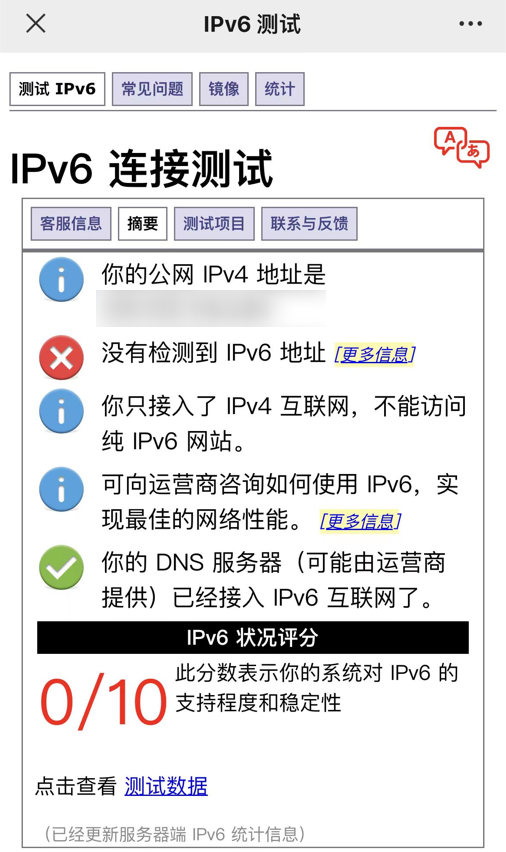 IPv6 测试
测试 IPv6
常见问题
镜像
统计
IPv6 连接测试
客服信息
摘要
测试项目
联系与反馈
你的公网 IPv4 地址是
没有检测到 IPv6 地址 [更多信息]
你只接入了 IPv4 互联网，不能访问
纯 IPv6 网站。
可向运营商咨询如何使用 IPv6，实
现最佳的网络性能。 [更多信息]
你的 DNS 服务器（可能由运营商
提供）已经接入 IPv6 互联网了。
IPv6 状况评分
0/10
此分数表示你的系统对 IPv6 的
支持程度和稳定性
点击查看 测试数据
（已经更新服务器端 IPv6 统计信息）